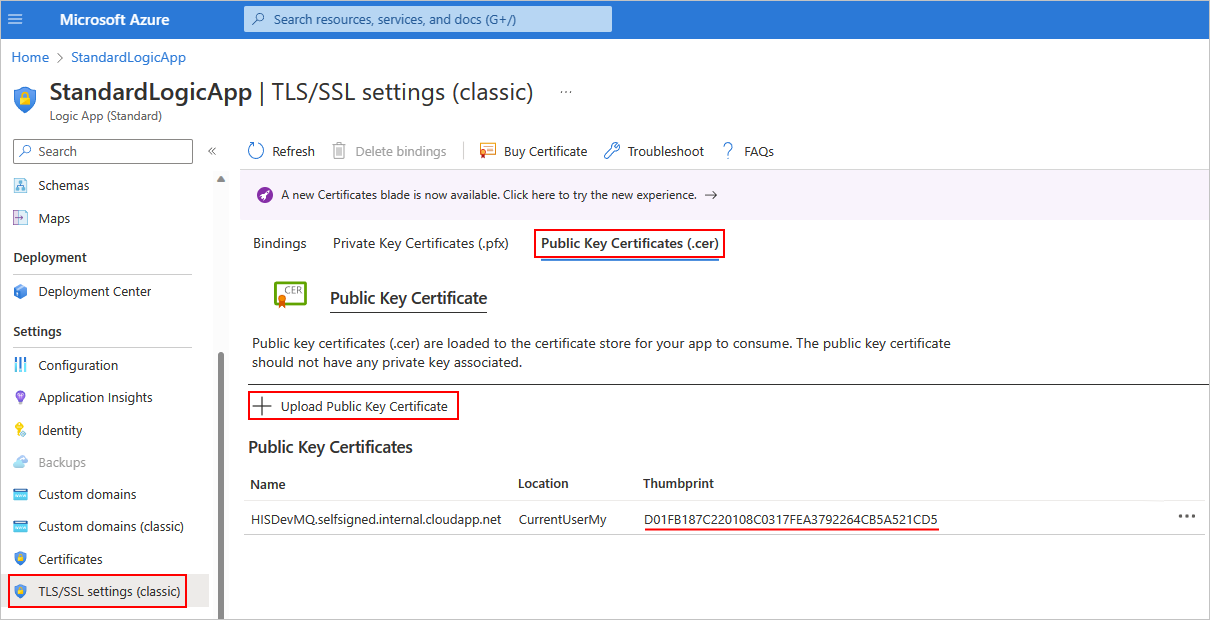 Microsoft Azure
Search resources, services, and docs (G+/)
Home > StandardLogicApp
StandardLogicApp | TLS/SSL settings (classic) ...
Logic App (Standard)
Search «
Schemas
Maps
Deployment
Deployment Center
Settings
Configuration
Application Insights
Identity
Backups
Custom domains
Custom domains (classic)
Certificates
TLS/SSL settings (classic)
Refresh Delete bindings Buy Certificate Troubleshoot ? FAQs
A new Certificates blade is now available. Click here to try the new experience. →
Bindings Private Key Certificates (.pfx) Public Key Certificates (.cer)
CER
Public Key Certificate
Public key certificates (.cer) are loaded to the certificate store for your app to consume. The public key certificate
should not have any private key associated.
+ Upload Public Key Certificate
Public Key Certificates
Name Location Thumbprint
HISDevMQ.selfsigned.internal.cloudapp.net CurrentUserMy D01FB187C220108C0317FEA3792264CB5A521CD5 ...